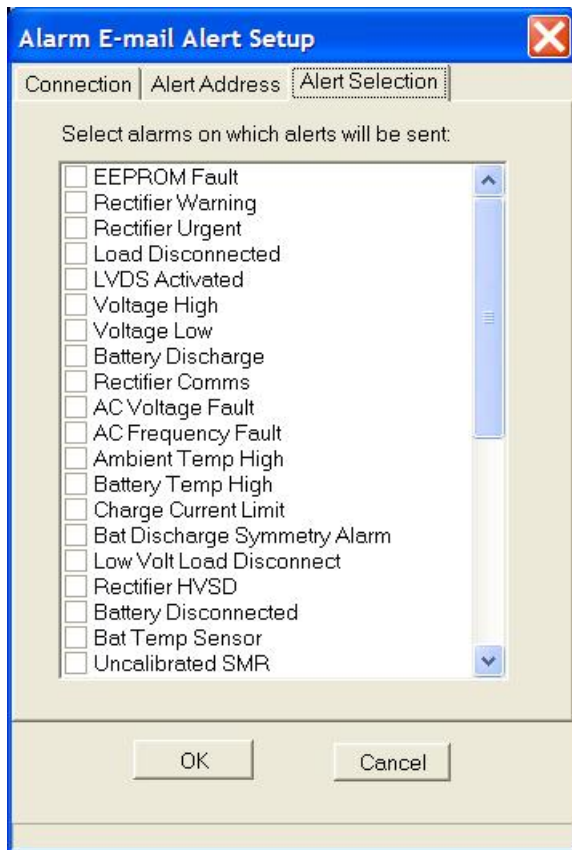 Alarm E-mail Alert Setup
Connection Alert Address Alert Selection
Select alarms on which alerts will be sent:
EEPROM Fault
Rectifier Warning
Rectifier Urgent
Load Disconnected
LVDS Activated
Voltage High
Voltage Low
Battery Discharge
Rectifier Comms
AC Voltage Fault
AC Frequency Fault
Ambient Temp High
Battery Temp High
Charge Current Limit
Bat Discharge Symmetry Alarm
Low Volt Load Disconnect
Rectifier HVSD
Battery Disconnected
Bat Temp Sensor
Uncalibrated SMR
OK Cancel